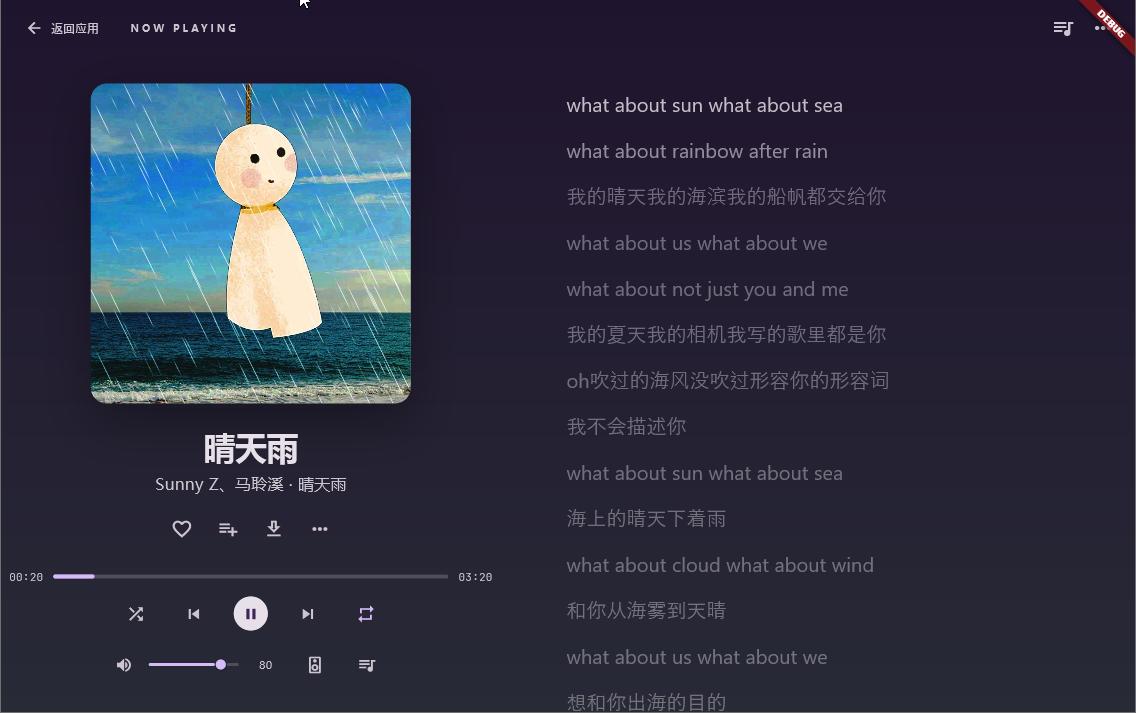 返回应用
NOW PLAYING
DEBUG
晴天雨
Sunny Z、马聆溪 · 晴天雨
00:20
03:20
80
what about sun what about sea
what about rainbow after rain
我的晴天我的海滨我的船帆都交给你
what about us what about we
what about not just you and me
我的夏天我的相机我写的歌里都是你
oh吹过的海风没吹过形容你的形容词
我不会描述你
what about sun what about sea
海上的晴天下着雨
what about cloud what about wind
和你从海雾到天晴
what about us what about we
想和你出海的目的